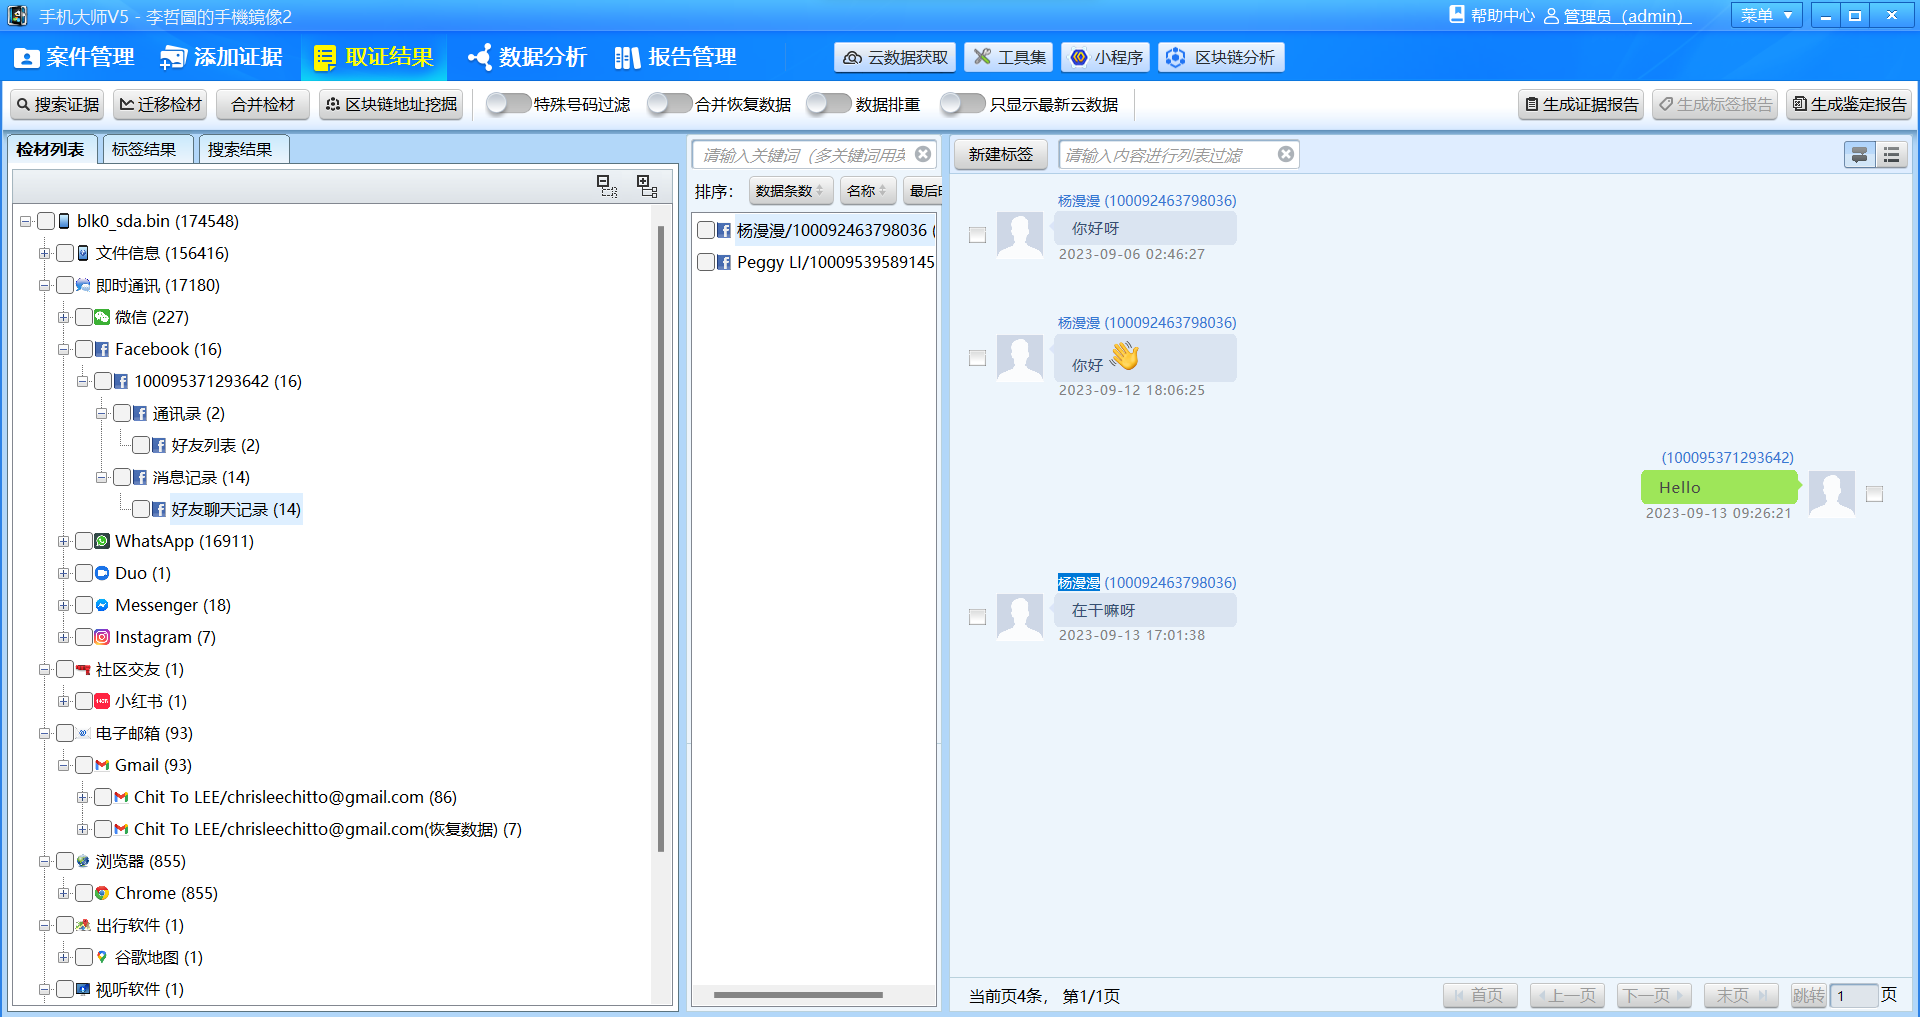 手机大师V5 - 李哲圖的手機鏡像2
帮助中心 管理员（admin） 菜单
案件管理 添加证据 取证结果 数据分析 报告管理
云数据获取 工具集 小程序 区块链分析
搜索证据 迁移检材 合并检材 区块链地址挖掘 特殊号码过滤 合并恢复数据 数据排重 只显示最新云数据
生成证据报告 生成标签报告 生成鉴定报告
检材列表 标签结果 搜索结果
blk0_sda.bin (174548)
文件信息 (156416)
即时通讯 (17180)
微信 (227)
Facebook (16)
100095371293642 (16)
通讯录 (2)
好友列表 (2)
消息记录 (14)
好友聊天记录 (14)
WhatsApp (16911)
Duo (1)
Messenger (18)
Instagram (7)
社区交友 (1)
小红书 (1)
电子邮箱 (93)
Gmail (93)
Chit To LEE/chrisleechitto@gmail.com (86)
Chit To LEE/chrisleechitto@gmail.com(恢复数据) (7)
浏览器 (855)
Chrome (855)
出行软件 (1)
谷歌地图 (1)
视听软件 (1)
请输入关键词（多关键词用英
排序： 数据条数 名称 最后
杨漫漫/100092463798036 (
Peggy LI/10009539589145
新建标签 请输入内容进行列表过滤
杨漫漫 (100092463798036)
你好呀
2023-09-06 02:46:27
杨漫漫 (100092463798036)
你好 👋
2023-09-12 18:06:25
(100095371293642)
Hello
2023-09-13 09:26:21
杨漫漫 (100092463798036)
在干嘛呀
2023-09-13 17:01:38
当前页4条， 第1/1页
首页 上一页 下一页 末页 跳转 1 页